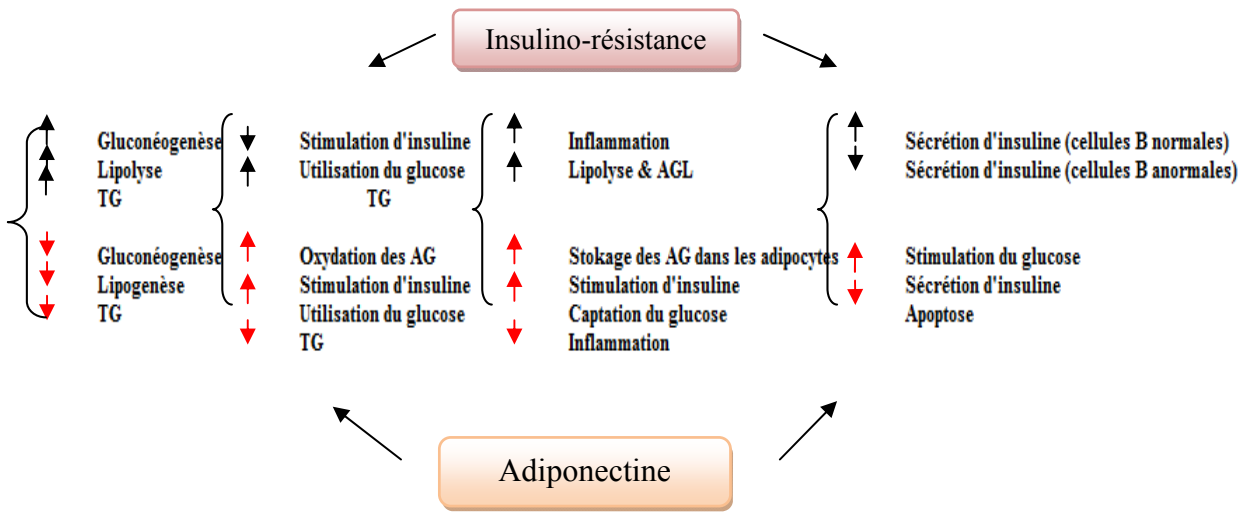 Insulino-résistance
Gluconéogenèse
Lipolyse
TG
Gluconéogenèse
Lipogenèse
TG
Stimulation d'insuline
Utilisation du glucose
TG
Oxydation des AG
Stimulation d'insuline
Utilisation du glucose
TG
Inflammation
Lipolyse & AGL
Stokage des AG dans les adipocytes
Stimulation d'insuline
Captation du glucose
Inflammation
Sécrétion d'insuline (cellules B normales)
Sécrétion d'insuline (cellules B anormales)
Stimulation du glucose
Sécrétion d'insuline
Apoptose
Adiponectine